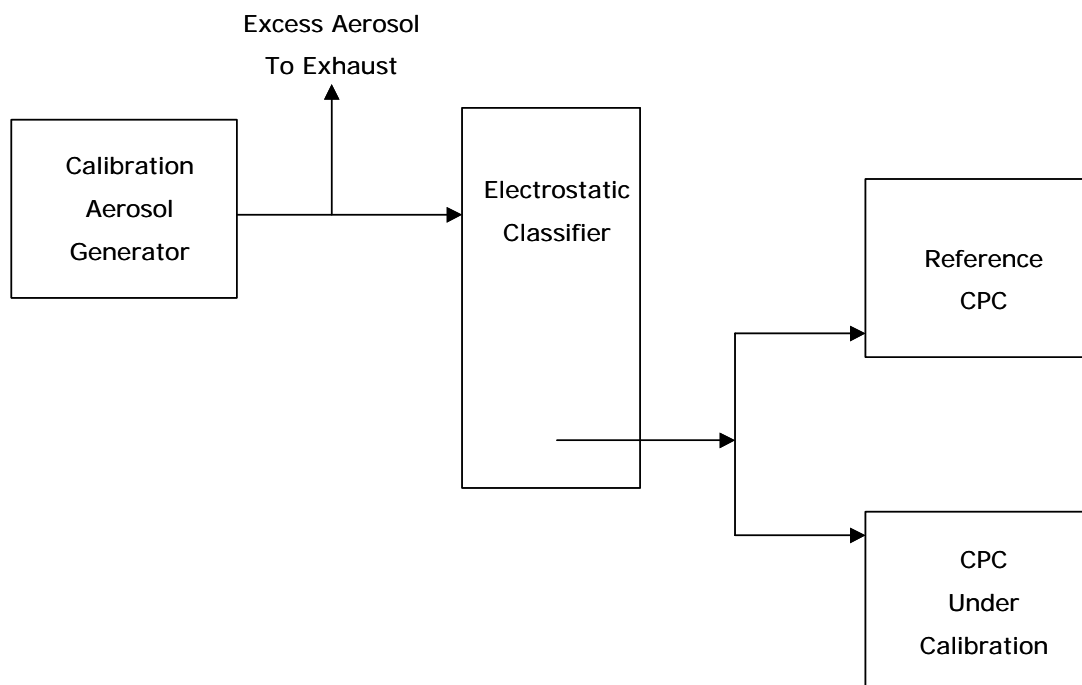 Excess Aerosol
To Exhaust
Calibration
Aerosol
Generator
Electrostatic
Classifier
Reference
CPC
CPC
Under
Calibration